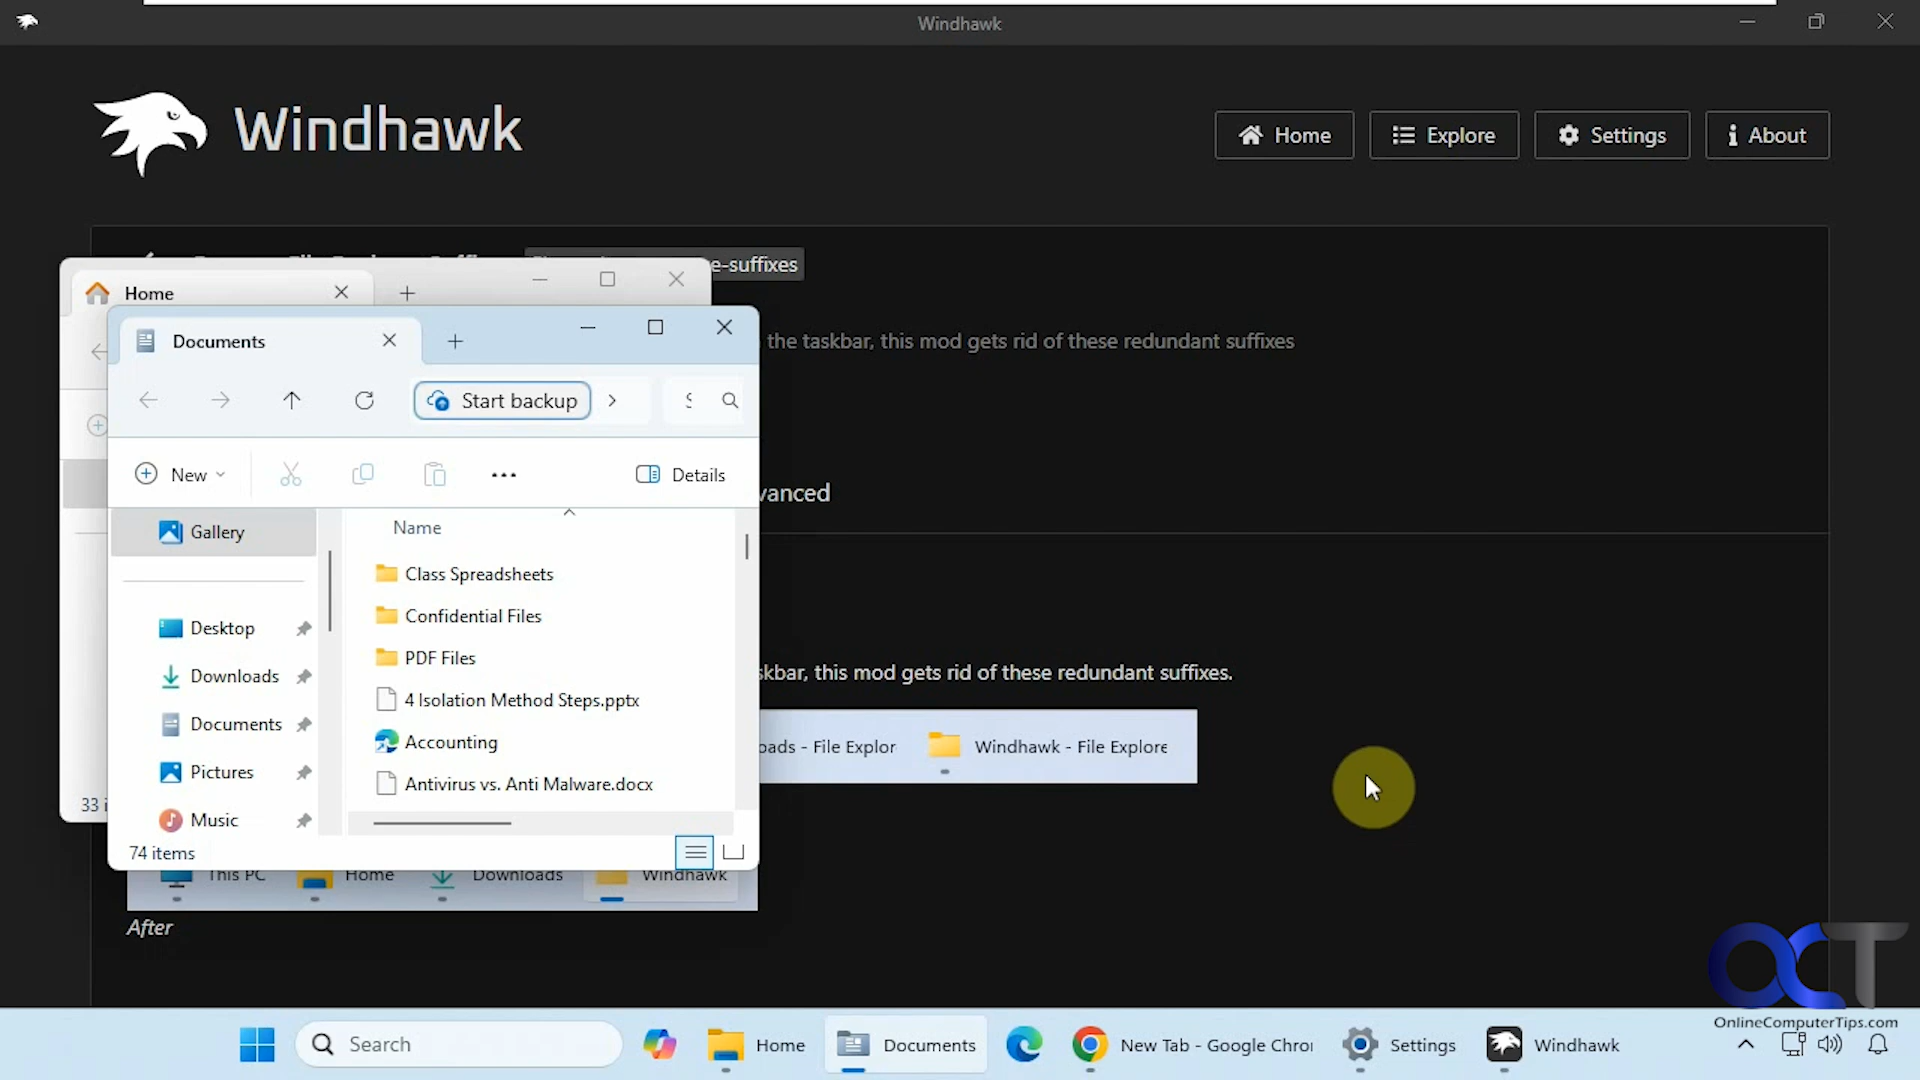 Windhawk
Windhawk
Home
Explore
Settings
About
e-suffixes
Home
Documents
the taskbar, this mod gets rid of these redundant suffixes
Start backup
New
Details
vanced
Gallery
Name
Class Spreadsheets
Confidential Files
Desktop
PDF Files
Downloads
skbar, this mod gets rid of these redundant suffixes.
4 Isolation Method Steps.pptx
Documents
Accounting
oads - File Explor
Windhawk - File Explore
Pictures
Antivirus vs. Anti Malware.docx
33 i
Music
74 items
This PC
Home
Downloads
Windhawk
After
OCT
OnlineComputerTips.com
Search
Home
Documents
New Tab - Google Chro
Settings
Windhawk